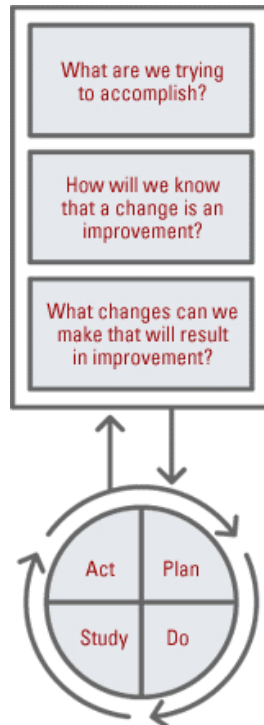 What are we trying
to accomplish?
How will we know
that a change is an
improvement?
What changes can we
make that will result
in improvement?
Act
Plan
Study
Do